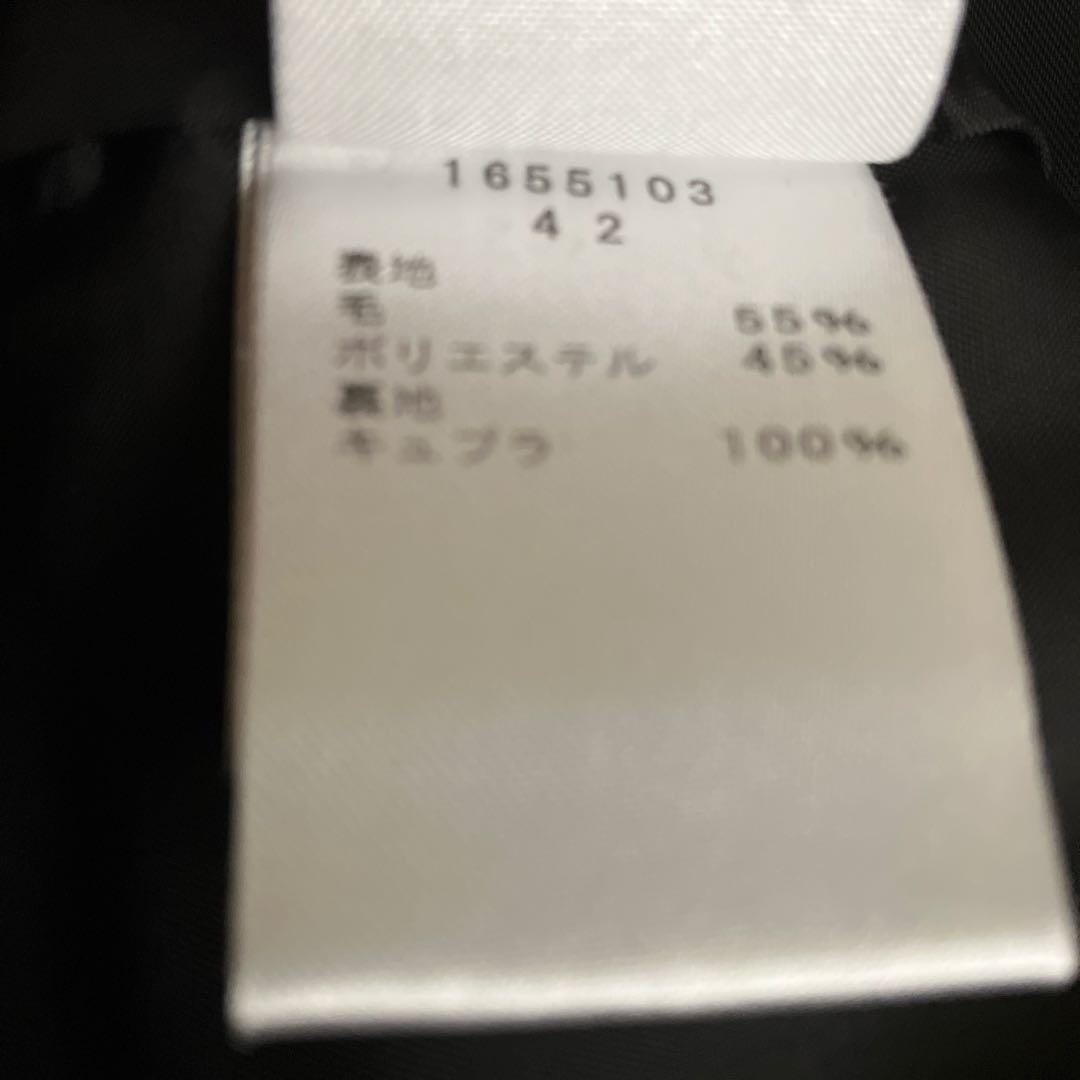 1655103
42
表地
毛 55%
ポリエステル 45%
裏地
キュプラ 100%